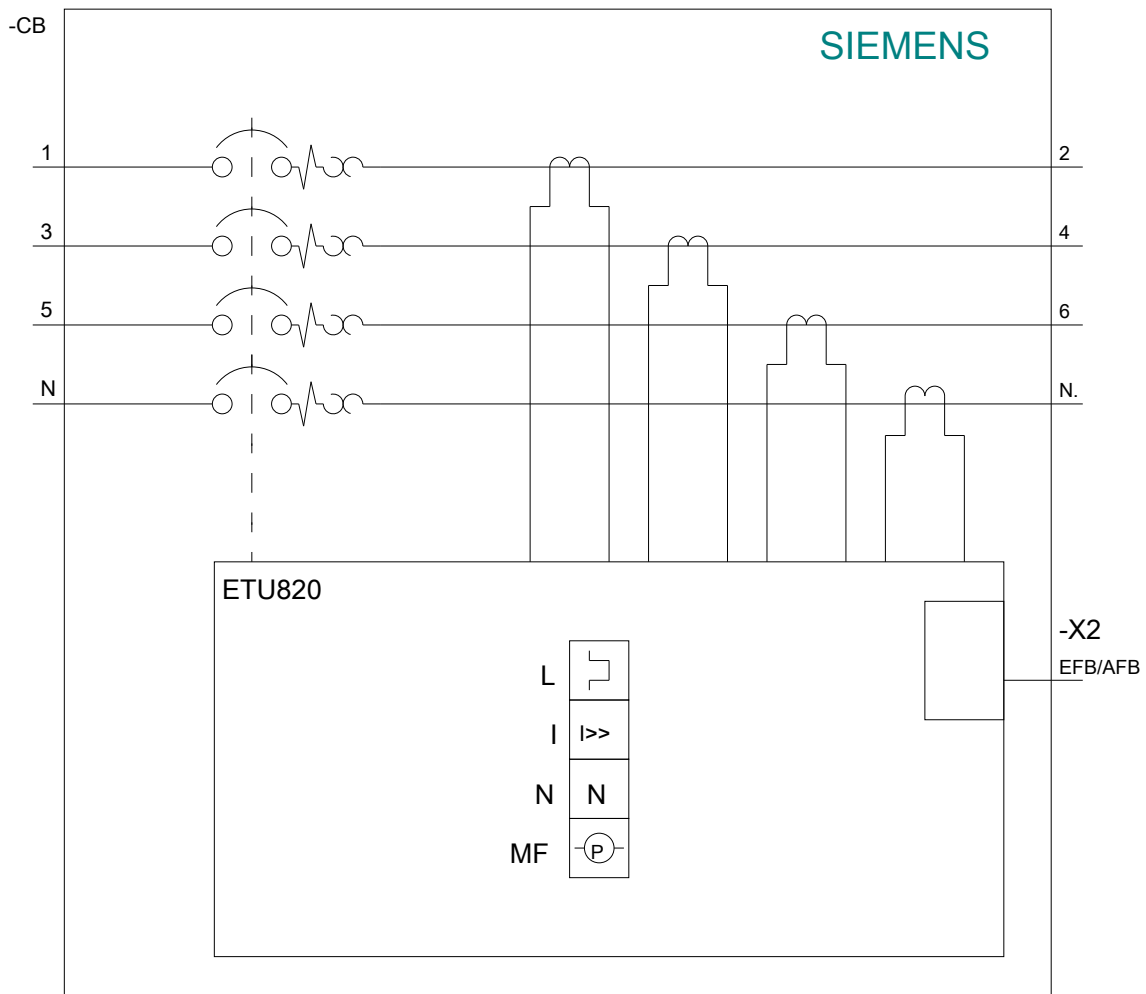 -CB
SIEMENS
1
2
3
4
5
6
N
N.
ETU820
-X2
EFB/AFB
L
I I>>
N N
MF P